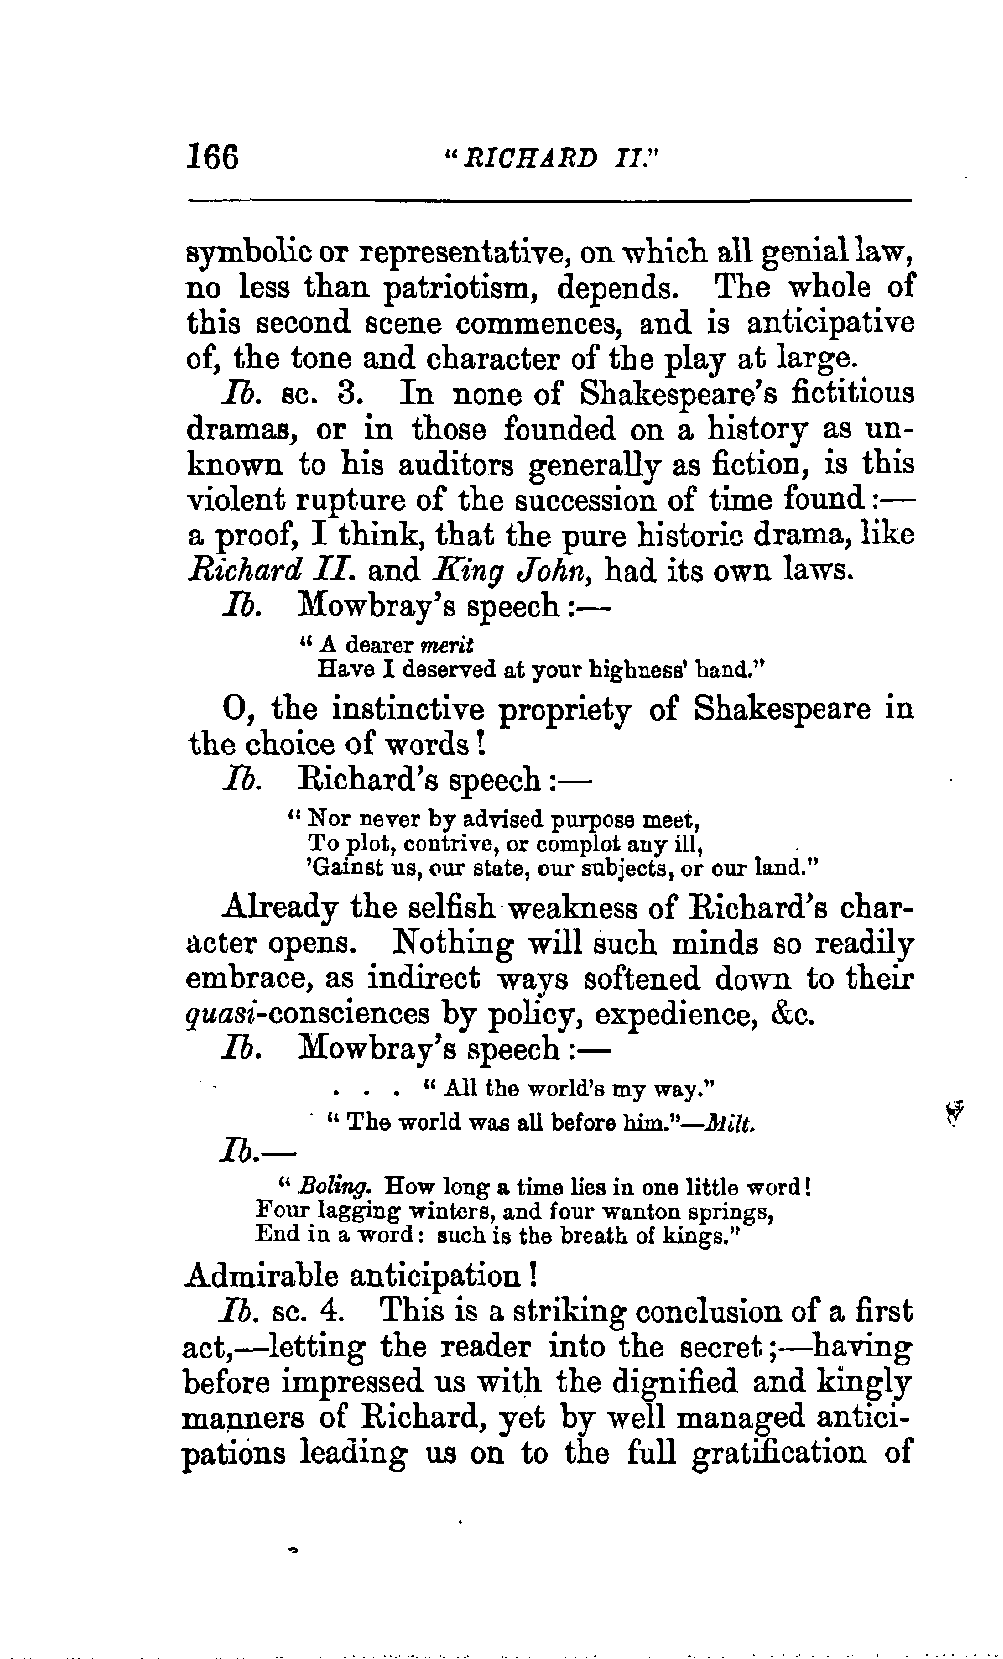 166 "RICHARD II."
symbolic or representative, on which all genial law,
no less than patriotism, depends. The whole of
this second scene commences, and is anticipative
of, the tone and character of the play at large.
Ib. sc. 3. In none of Shakespeare's fictitious
dramas, or in those founded on a history as un-
known to his auditors generally as fiction, is this
violent rupture of the succession of time found:—
a proof, I think, that the pure historic drama, like
Richard II. and King John, had its own laws.
Ib. Mowbray's speech:—
"A dearer merit
Have I deserved at your highness' hand."
O, the instinctive propriety of Shakespeare in
the choice of words!
Ib. Richard's speech:—
"Nor never by advised purpose meet,
To plot, contrive, or complot any ill,
'Gainst us, our state, our subjects, or our land."
Already the selfish weakness of Richard's char-
acter opens. Nothing will such minds so readily
embrace, as indirect ways softened down to their
quasi-consciences by policy, expedience, &c.
Ib. Mowbray's speech:—
. . . "All the world's my way."
"The world was all before him."—Milt.
Ib.—
"Boling. How long a time lies in one little word!
Four lagging winters, and four wanton springs,
End in a word: such is the breath of kings."
Admirable anticipation!
Ib. sc. 4. This is a striking conclusion of a first
act,—letting the reader into the secret;—having
before impressed us with the dignified and kingly
manners of Richard, yet by well managed antici-
pations leading us on to the full gratification of